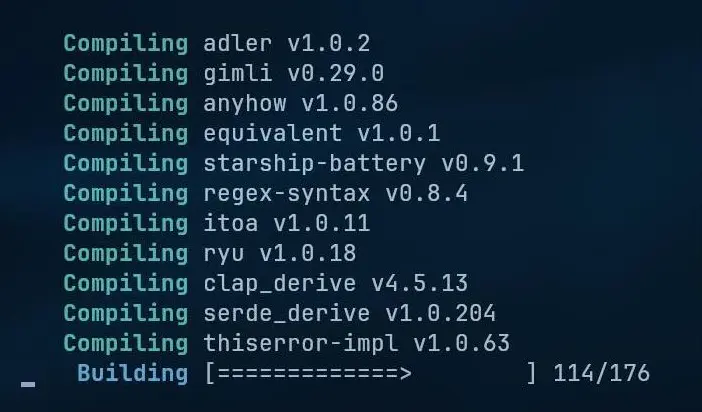 Compiling adler v1.0.2
Compiling gimli v0.29.0
Compiling anyhow v1.0.86
Compiling equivalent v1.0.1
Compiling starship-battery v0.9.1
Compiling regex-syntax v0.8.4
Compiling itoa v1.0.11
Compiling ryu v1.0.18
Compiling clap_derive v4.5.13
Compiling serde_derive v1.0.204
Compiling thiserror-impl v1.0.63
Building [=============>        ] 114/176